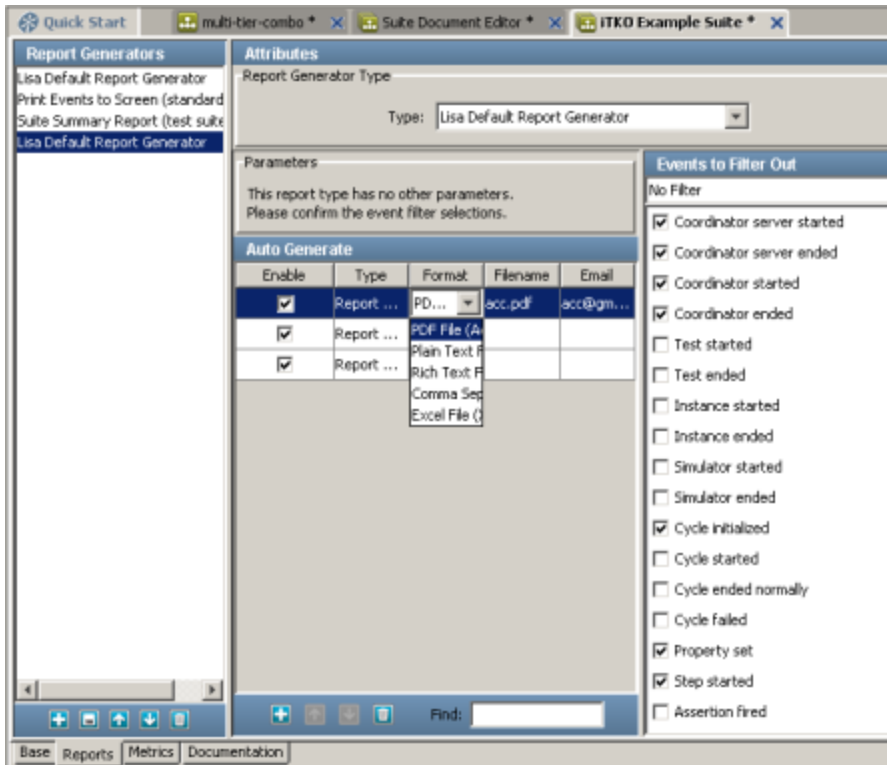 Quick Start multi-tier-combo * Suite Document Editor * iTKO Example Suite *
Report Generators
Lisa Default Report Generator
Print Events to Screen (standard
Suite Summary Report (test suite
Lisa Default Report Generator
Attributes
Report Generator Type
Type: Lisa Default Report Generator
Parameters
This report type has no other parameters.
Please confirm the event filter selections.
Auto Generate
Enable Type Format Filename Email
Report ... PD... acc.pdf acc@gm...
Report ...
Report ...
PDF File (A
Plain Text F
Rich Text F
Comma Sep
Excel File (
Find:
Events to Filter Out
No Filter
Coordinator server started
Coordinator server ended
Coordinator started
Coordinator ended
Test started
Test ended
Instance started
Instance ended
Simulator started
Simulator ended
Cycle initialized
Cycle started
Cycle ended normally
Cycle failed
Property set
Step started
Assertion fired
Base Reports Metrics Documentation